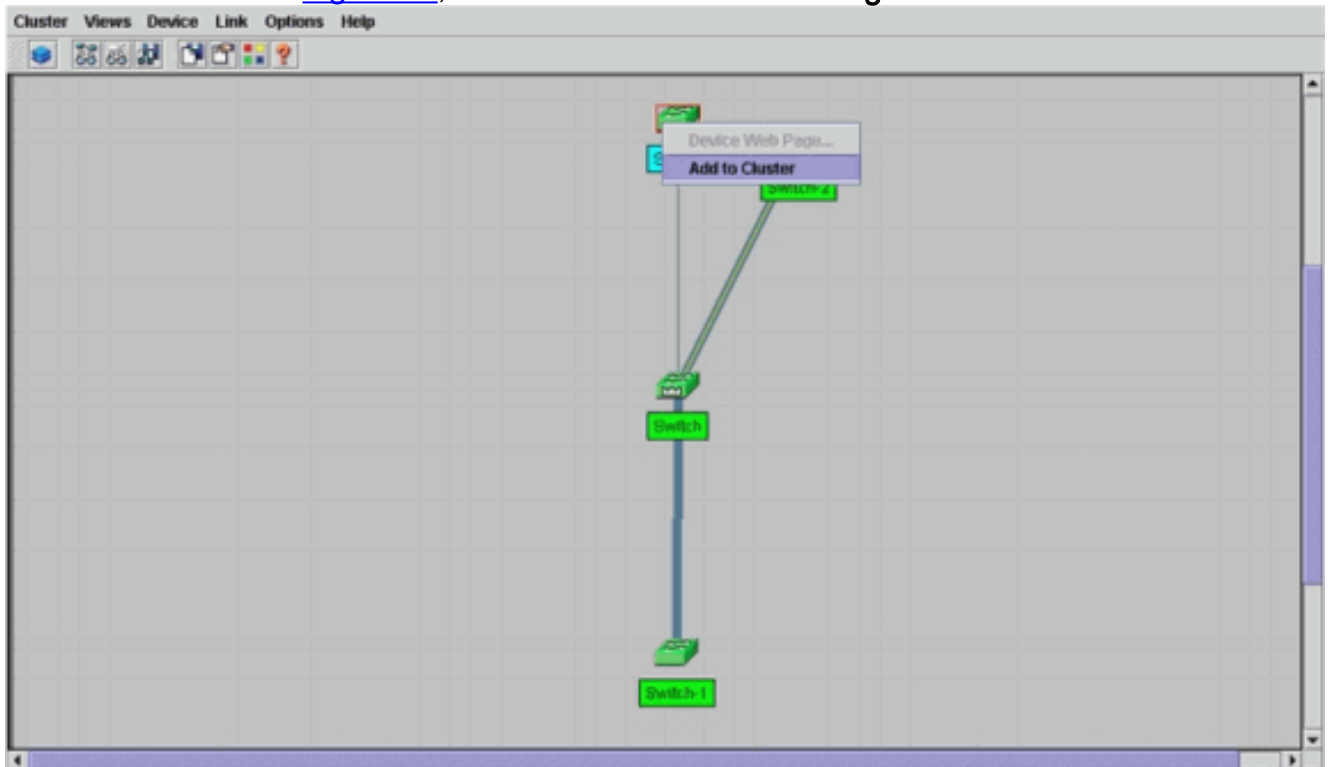 Cluster Views Device Link Options Help
Device Web Page...
Add to Cluster
Switch-2
Switch
Switch-1